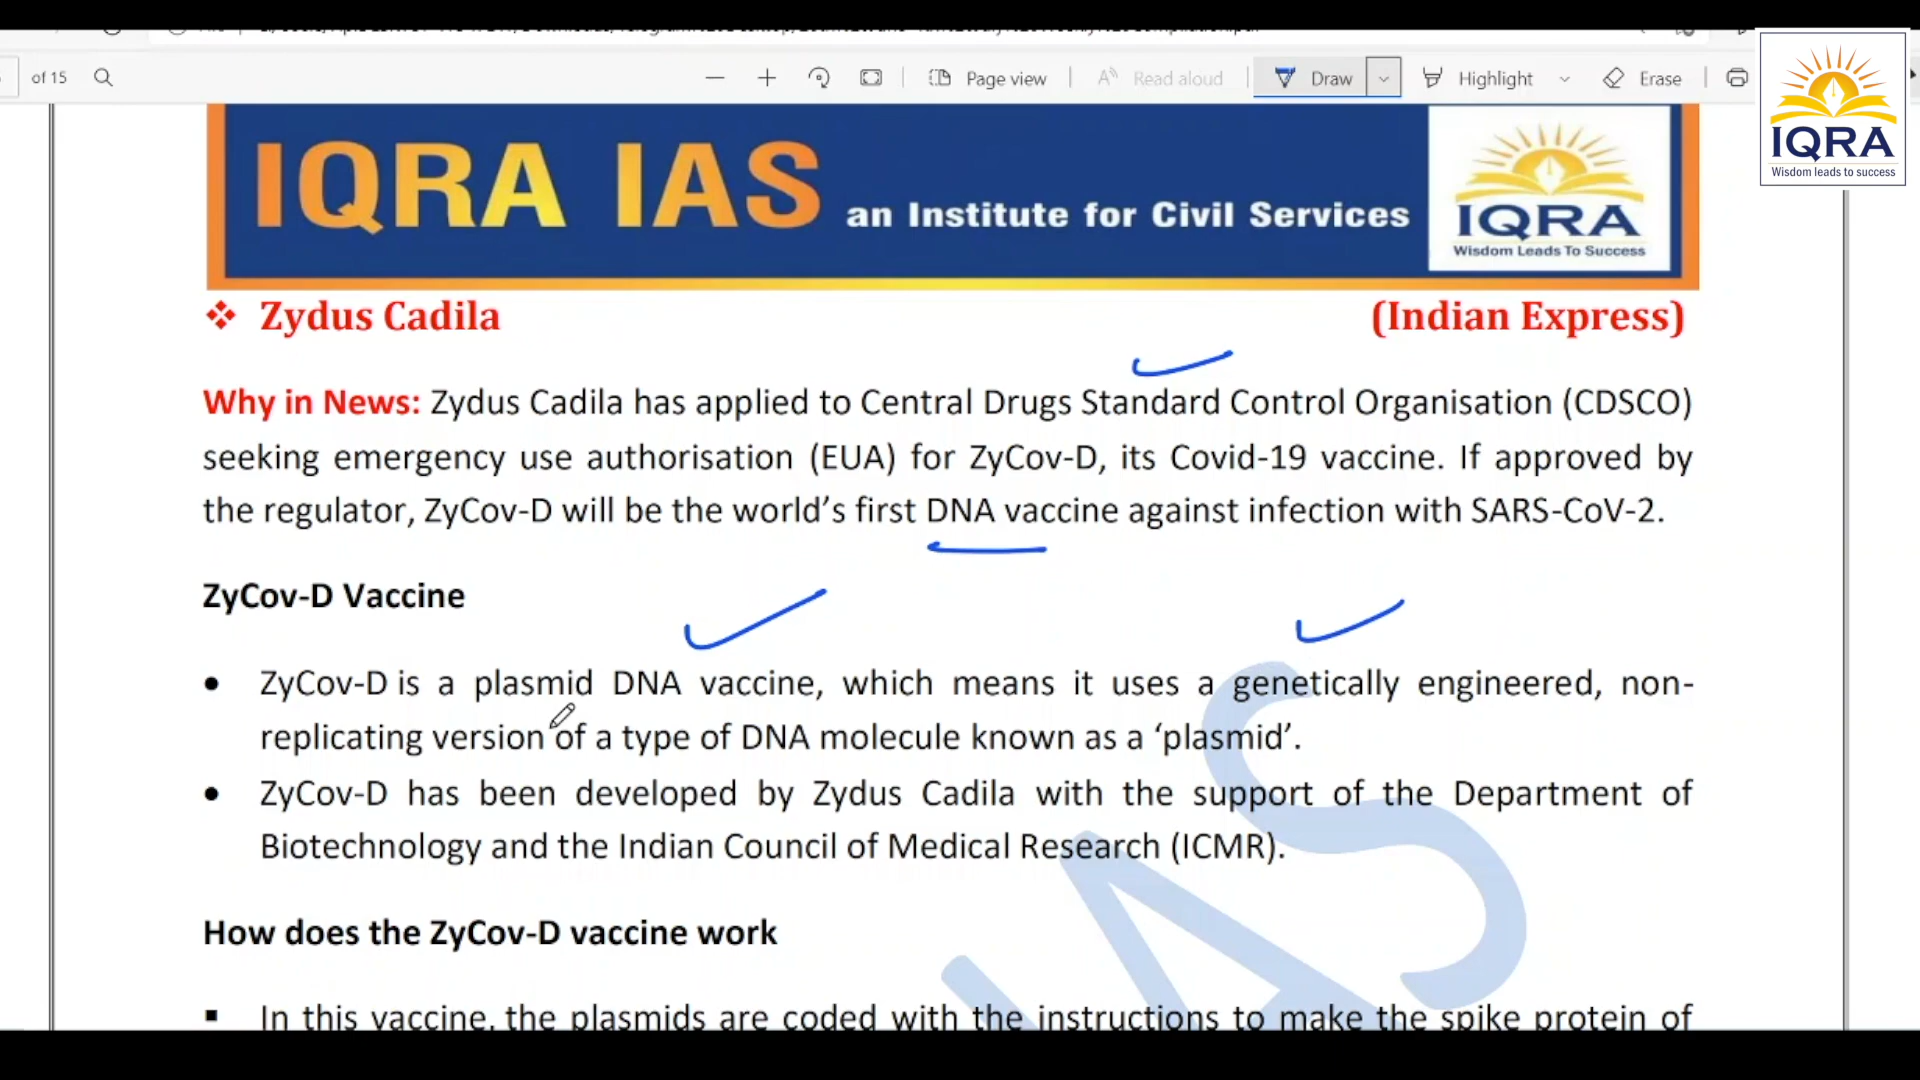 of 15
Page view
Read aloud
Draw
Highlight
Erase
IQRA
Wisdom leads to success
IQRA IAS an Institute for Civil Services
IQRA
Wisdom Leads To Success
❖ Zydus Cadila (Indian Express)
Why in News: Zydus Cadila has applied to Central Drugs Standard Control Organisation (CDSCO)
seeking emergency use authorisation (EUA) for ZyCov-D, its Covid-19 vaccine. If approved by
the regulator, ZyCov-D will be the world’s first DNA vaccine against infection with SARS-CoV-2.
ZyCov-D Vaccine
● ZyCov-D is a plasmid DNA vaccine, which means it uses a genetically engineered, non-
replicating version of a type of DNA molecule known as a ‘plasmid’.
● ZyCov-D has been developed by Zydus Cadila with the support of the Department of
Biotechnology and the Indian Council of Medical Research (ICMR).
How does the ZyCov-D vaccine work
▪ In this vaccine, the plasmids are coded with the instructions to make the spike protein of
IAS